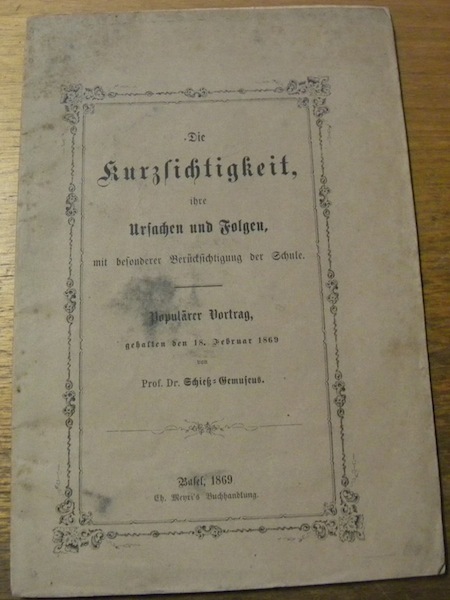 Die
Kurzsichtigkeit,
ihre
Ursachen und Folgen,
mit besonderer Berücksichtigung der Schule.
Populärer Vortrag,
gehalten den 18. Februar 1869
von
Prof. Dr. Schieß-Gemuseus.
Basel, 1869
Ch. Meyri's Buchhandlung